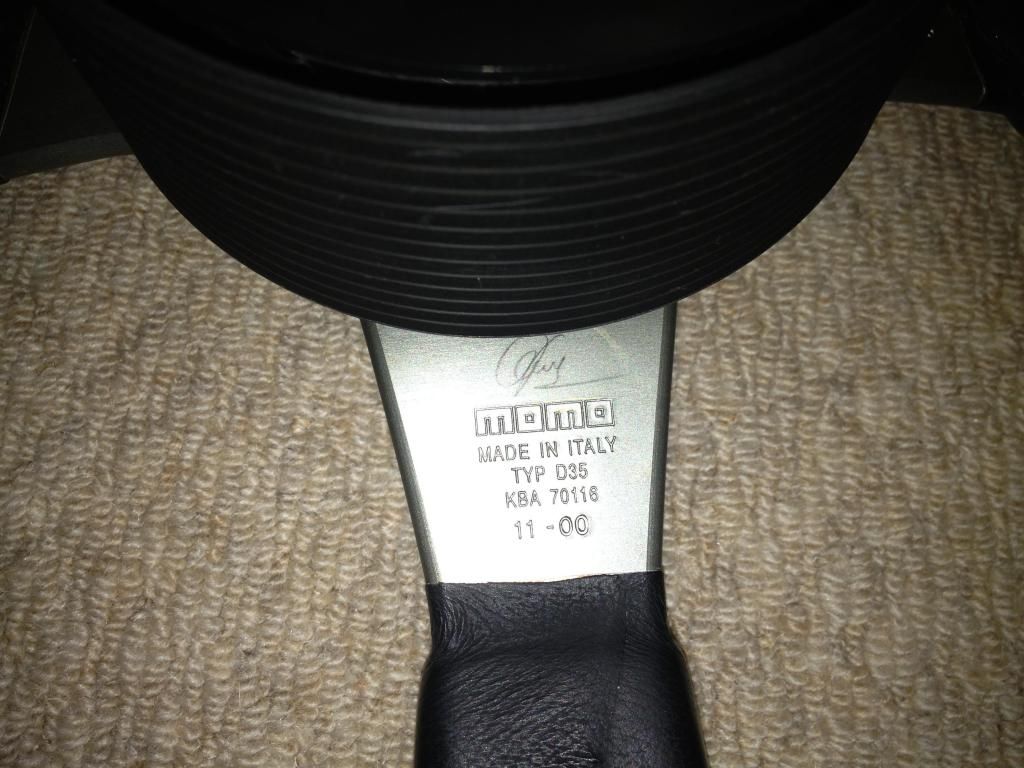 momo
MADE IN ITALY
TYP D35
KBA 70116
11-00